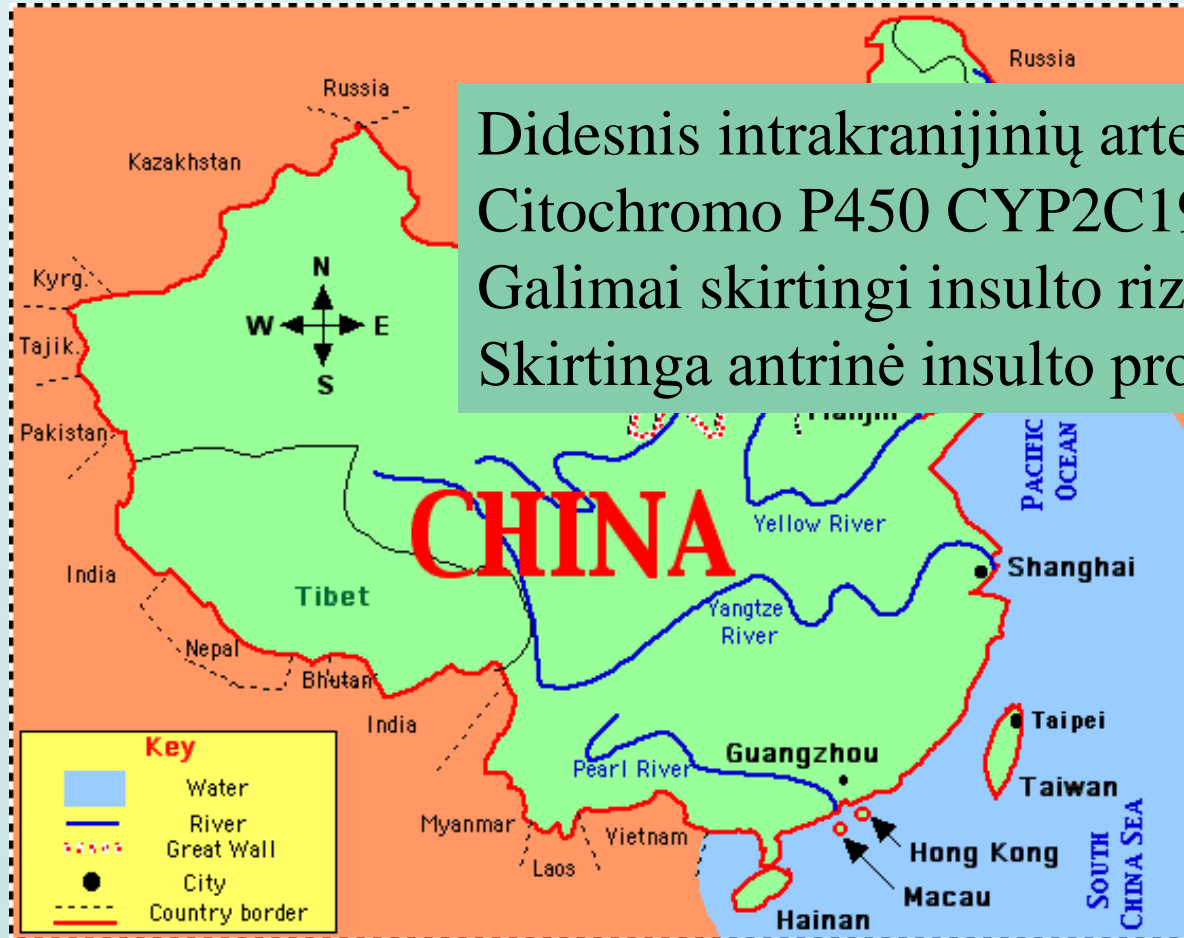 Russia
Russia
Kazakhstan
Didesnis intrakranijinių arte
Citochromo P450 CYP2C19
Galimai skirtingi insulto riz
Skirtinga antrinė insulto pro
Kyrg.
Tajik.
Pakistan
N
W E
S
Tianjin
PACIFIC
OCEAN
CHINA
Yellow River
India
Tibet
Shanghai
Yangtze
River
Nepal
Bhutan
India
Taipei
Guangzhou
Pearl River
Taiwan
Key
Water
River
Great Wall
City
Country border
Myanmar
Laos
Vietnam
Hong Kong
Macau
Hainan
SOUTH
CHINA SEA